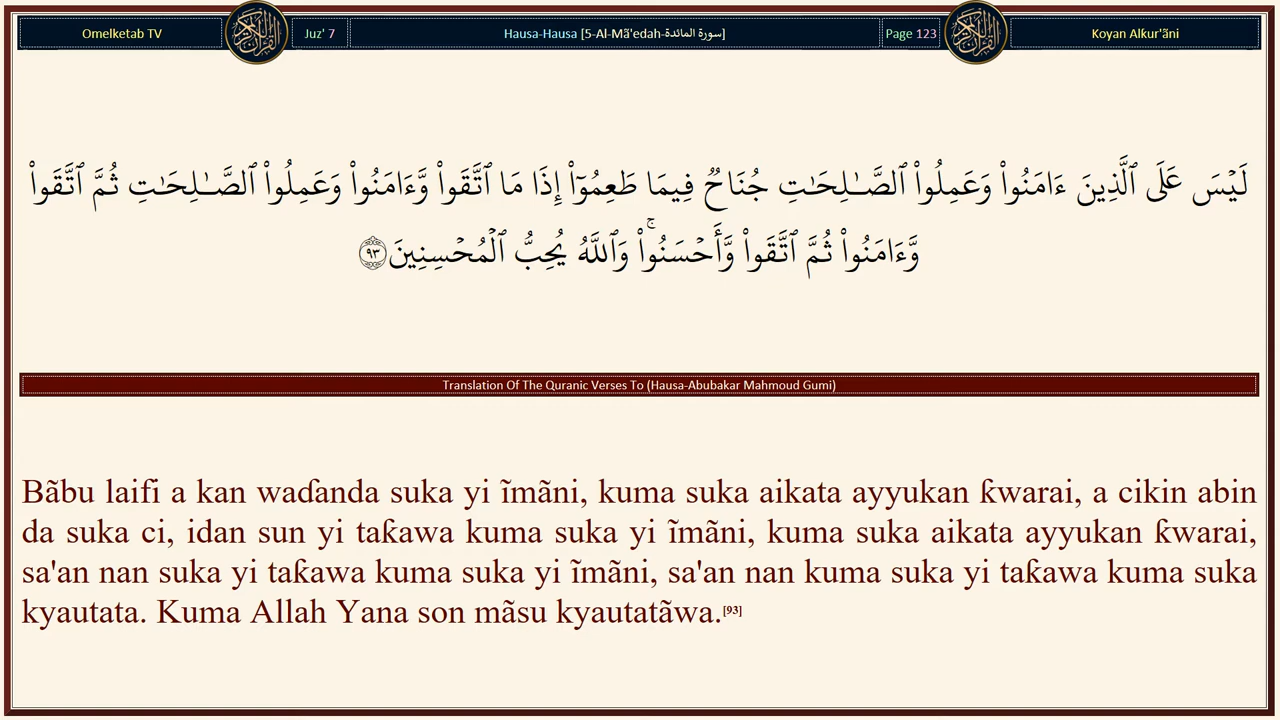 Omelketab TV
Juz' 7
Hausa-Hausa [5-Al-Mã'edah-سورة المائدة]
Page 123
Koyan Alƙur'ãni
لَيۡسَ عَلَى ٱلَّذِينَ ءَامَنُواْ وَعَمِلُواْ ٱلصَّـٰلِحَـٰتِ جُنَاحٌ فِيمَا طَعِمُوٓاْ إِذَا مَا ٱتَّقَواْ وَّءَامَنُواْ وَعَمِلُواْ ٱلصَّـٰلِحَـٰتِ ثُمَّ ٱتَّقَواْ
وَّءَامَنُواْ ثُمَّ ٱتَّقَواْ وَّأَحۡسَنُواْۚ وَٱللَّهُ يُحِبُّ ٱلۡمُحۡسِنِينَ ٩٣
Translation Of The Quranic Verses To (Hausa-Abubakar Mahmoud Gumi)
Bãbu laifi a kan waɗanda suka yi ĩmãni, kuma suka aikata ayyukan ƙwarai, a cikin abin
da suka ci, idan sun yi taƙawa kuma suka yi ĩmãni, kuma suka aikata ayyukan ƙwarai,
sa'an nan suka yi taƙawa kuma suka yi ĩmãni, sa'an nan kuma suka yi taƙawa kuma suka
kyautata. Kuma Allah Yana son mãsu kyautatãwa.[93]